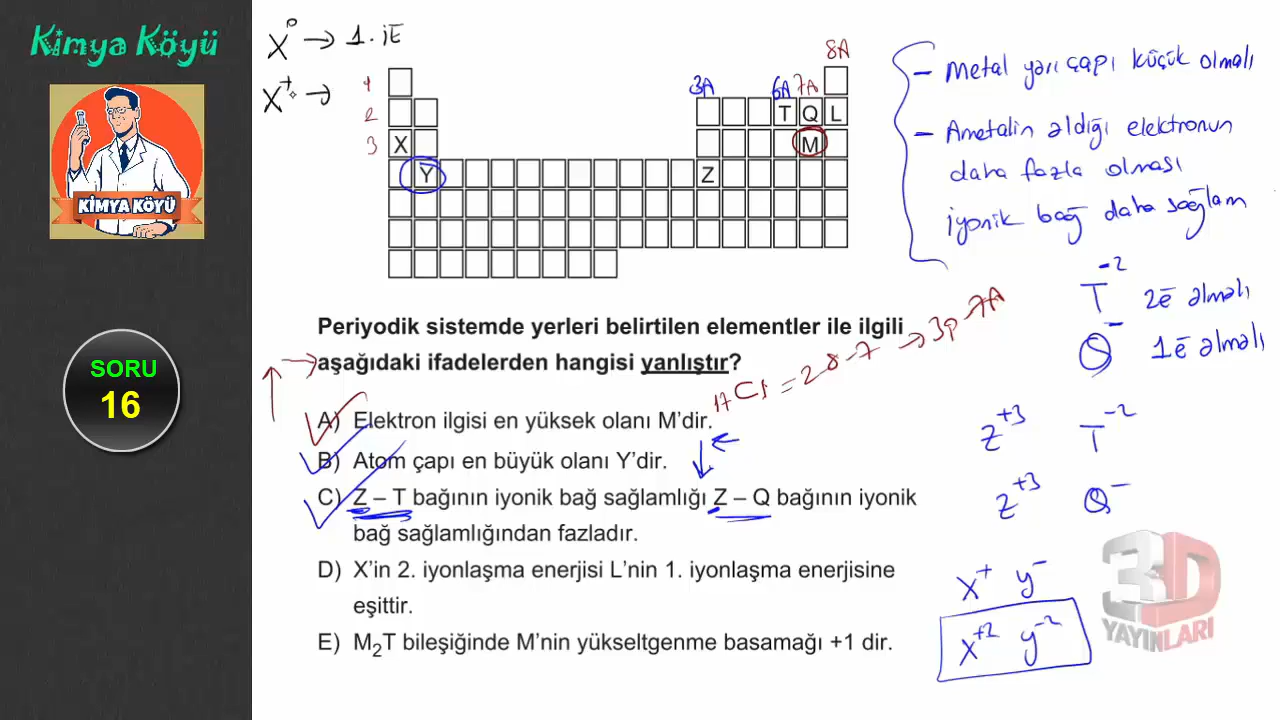 Kimya Köyü
KİMYA KÖYÜ
SORU
16
X⁰ → 1. iE
X⁺ →
1
2
3
3A
6A
7A
8A
T Q L
X
M
Y
Z
- Metal yarı çapı küçük olmalı
- Ametalin aldığı elektronun
daha fazla olması
iyonik bağ daha sağlam
T⁻² 2ē almalı
Q⁻ 1ē almalı
Z⁺³ T⁻²
Z⁺³ Q⁻
X⁺ y⁻
X⁺² y⁻²
Periyodik sistemde yerleri belirtilen elementler ile ilgili
aşağıdaki ifadelerden hangisi yanlıştır?
₁₇Cl = 2 8 -7 → 3p 7A
A) Elektron ilgisi en yüksek olanı M'dir.
B) Atom çapı en büyük olanı Y'dir.
C) Z – T bağının iyonik bağ sağlamlığı Z – Q bağının iyonik
bağ sağlamlığından fazladır.
D) X'in 2. iyonlaşma enerjisi L'nin 1. iyonlaşma enerjisine
eşittir.
E) M₂T bileşiğinde M'nin yükseltgenme basamağı +1 dir.
3D
YAYINLARI